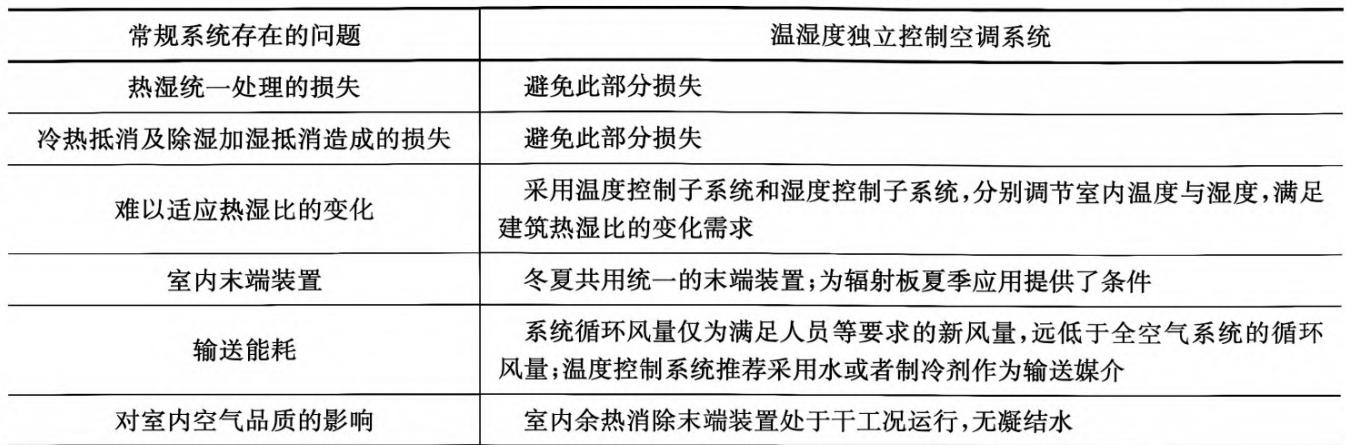 常规系统存在的问题
温湿度独立控制空调系统
热湿统一处理的损失
避免此部分损失
冷热抵消及除湿加湿抵消造成的损失
避免此部分损失
难以适应热湿比的变化
采用温度控制子系统和湿度控制子系统,分别调节室内温度与湿度,满足
建筑热湿比的变化需求
室内末端装置
冬夏共用统一的末端装置;为辐射板夏季应用提供了条件
输送能耗
系统循环风量仅为满足人员等要求的新风量,远低于全空气系统的循环
风量;温度控制系统推荐采用水或者制冷剂作为输送媒介
对室内空气品质的影响
室内余热消除末端装置处于干工况运行,无凝结水